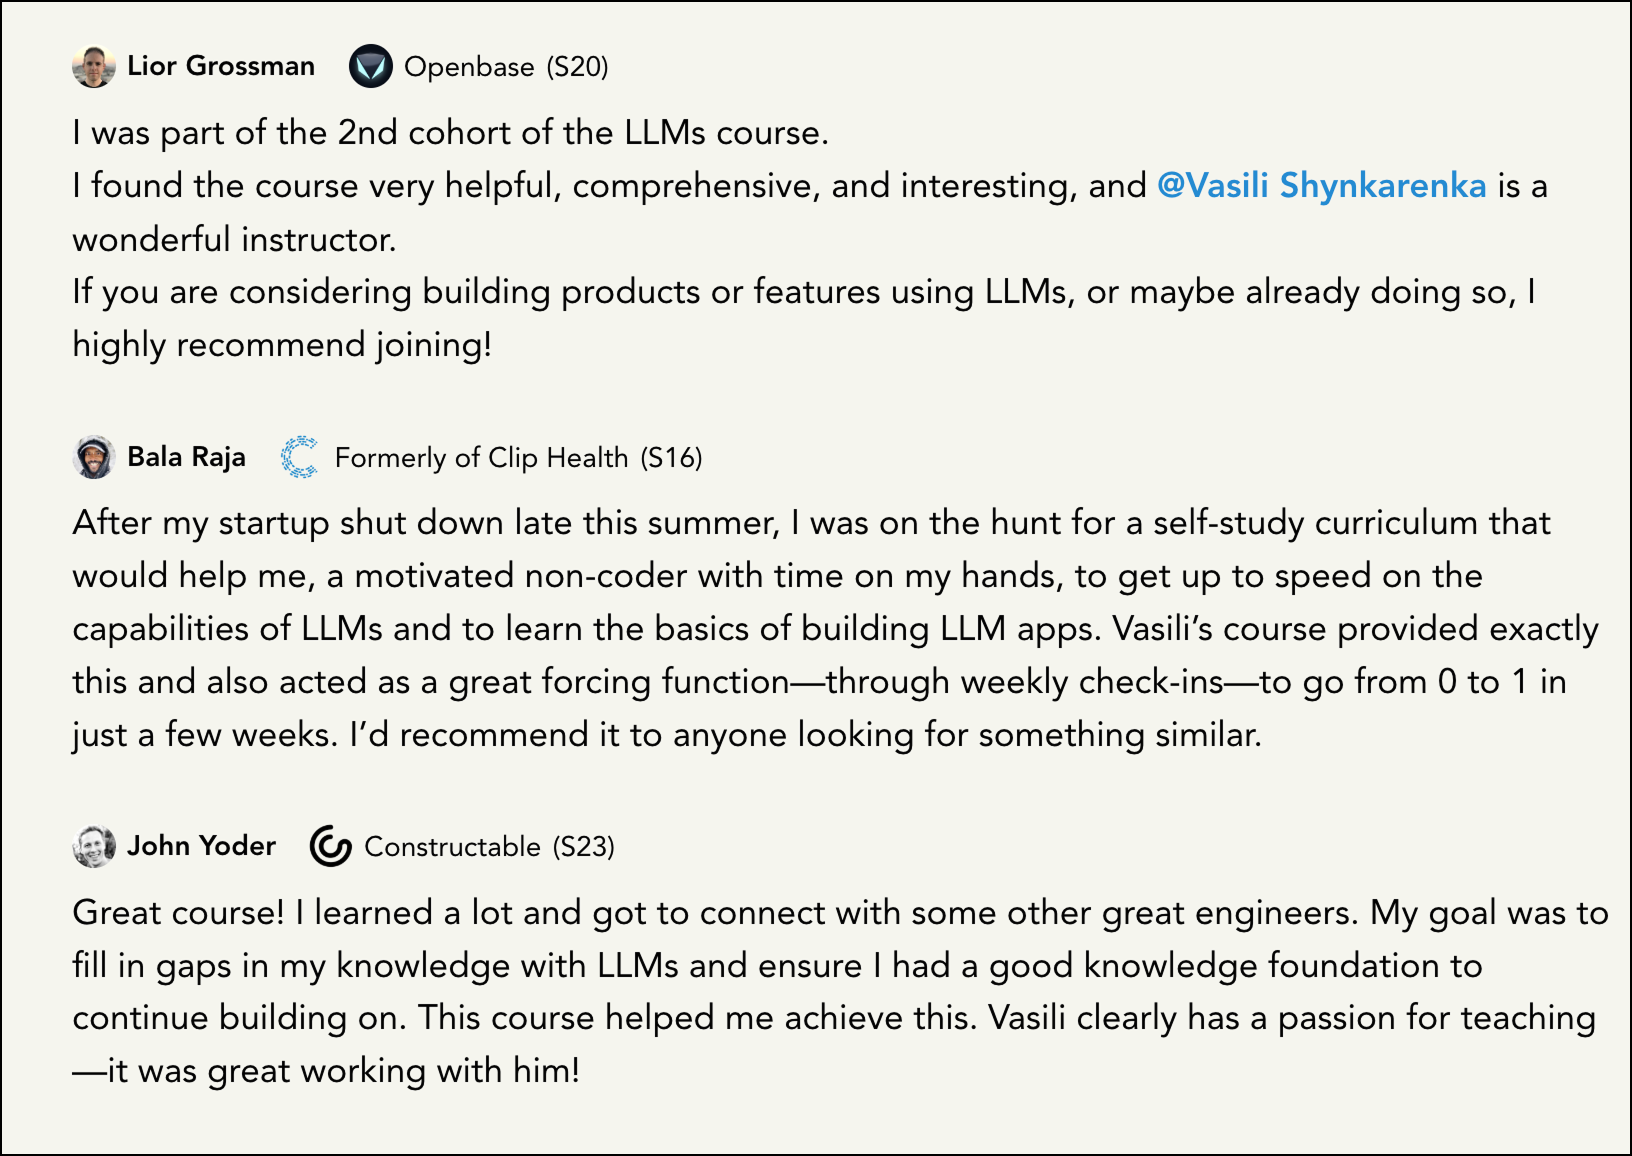 Lior Grossman Openbase (S20)
I was part of the 2nd cohort of the LLMs course.
I found the course very helpful, comprehensive, and interesting, and @Vasili Shynkarenka is a
wonderful instructor.
If you are considering building products or features using LLMs, or maybe already doing so, I
highly recommend joining!
Bala Raja Formerly of Clip Health (S16)
After my startup shut down late this summer, I was on the hunt for a self-study curriculum that
would help me, a motivated non-coder with time on my hands, to get up to speed on the
capabilities of LLMs and to learn the basics of building LLM apps. Vasili’s course provided exactly
this and also acted as a great forcing function—through weekly check-ins—to go from 0 to 1 in
just a few weeks. I’d recommend it to anyone looking for something similar.
John Yoder Constructable (S23)
Great course! I learned a lot and got to connect with some other great engineers. My goal was to
fill in gaps in my knowledge with LLMs and ensure I had a good knowledge foundation to
continue building on. This course helped me achieve this. Vasili clearly has a passion for teaching
—it was great working with him!